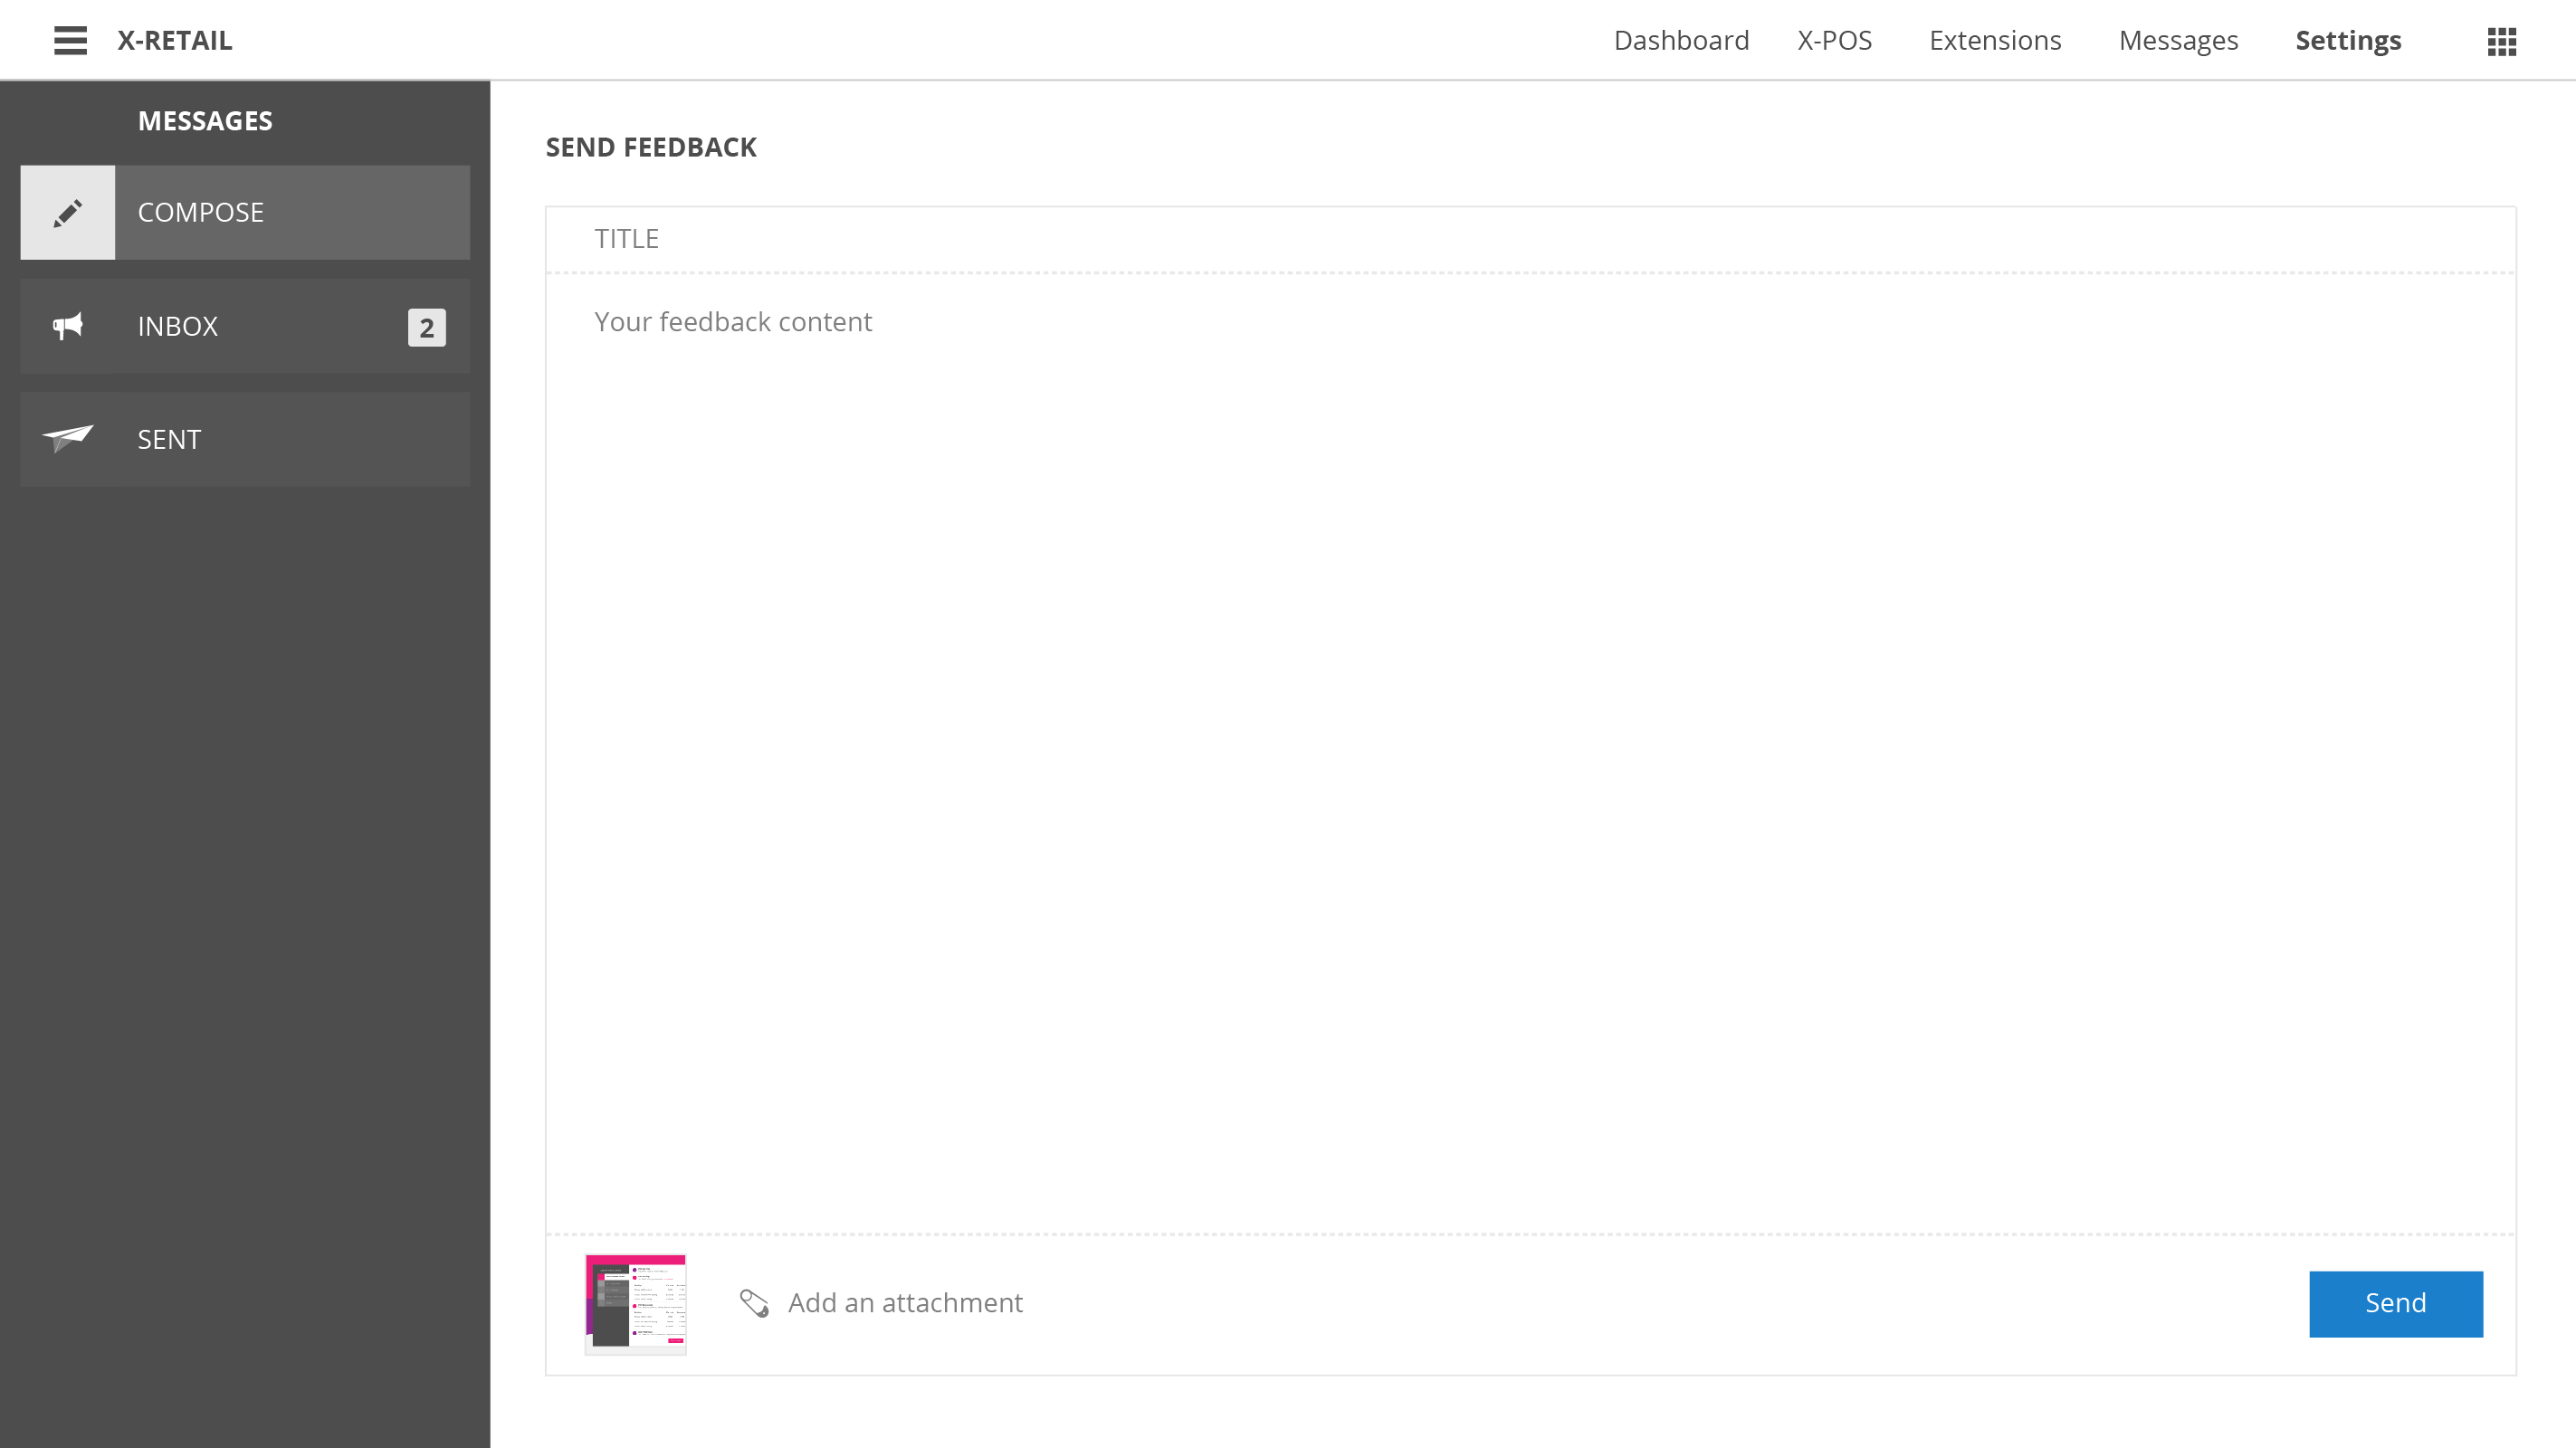 X-RETAIL
Dashboard
X-POS
Extensions
Messages
Settings
MESSAGES
COMPOSE
INBOX
2
SENT
SEND FEEDBACK
TITLE
Your feedback content
Add an attachment
Send